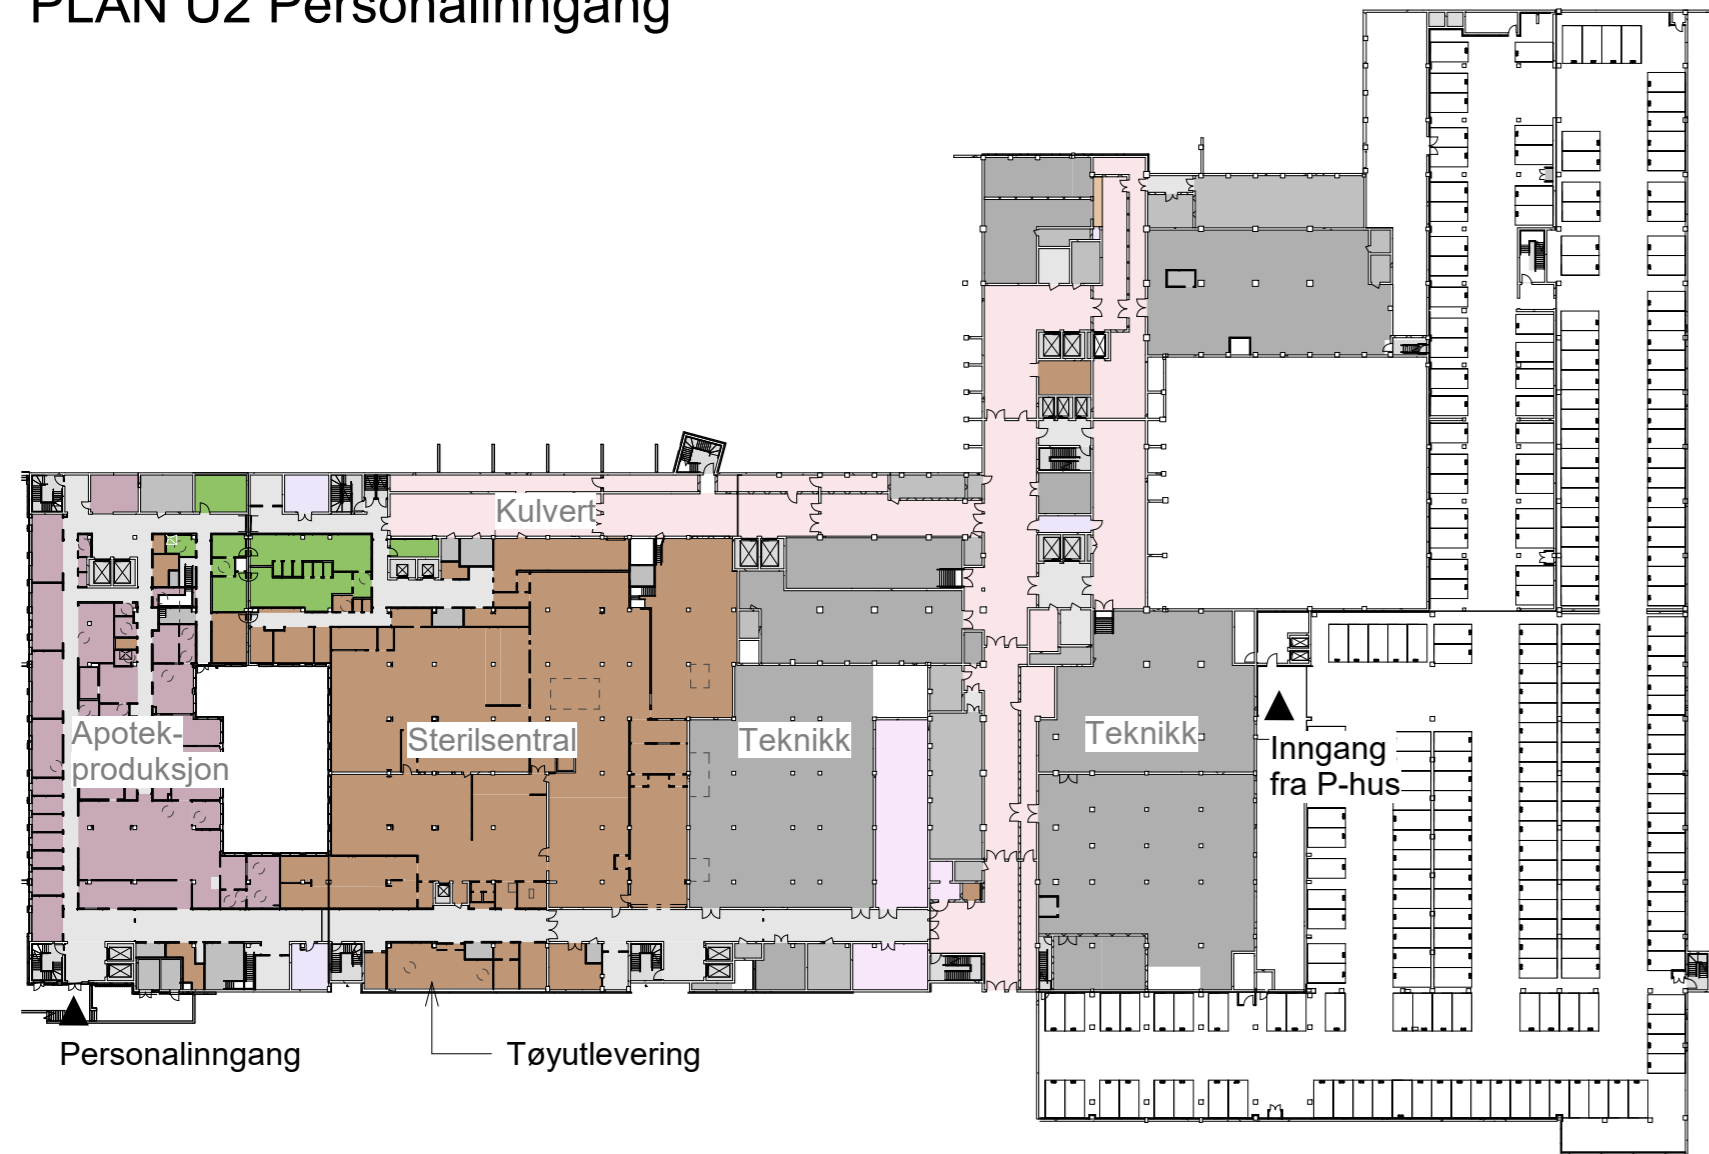 PLAN U2 Personalinngang
Kulvert
Apotek-
produksjon
Sterilsentral
Teknikk
Teknikk
Inngang
fra P-hus
Personalinngang
Tøyutlevering